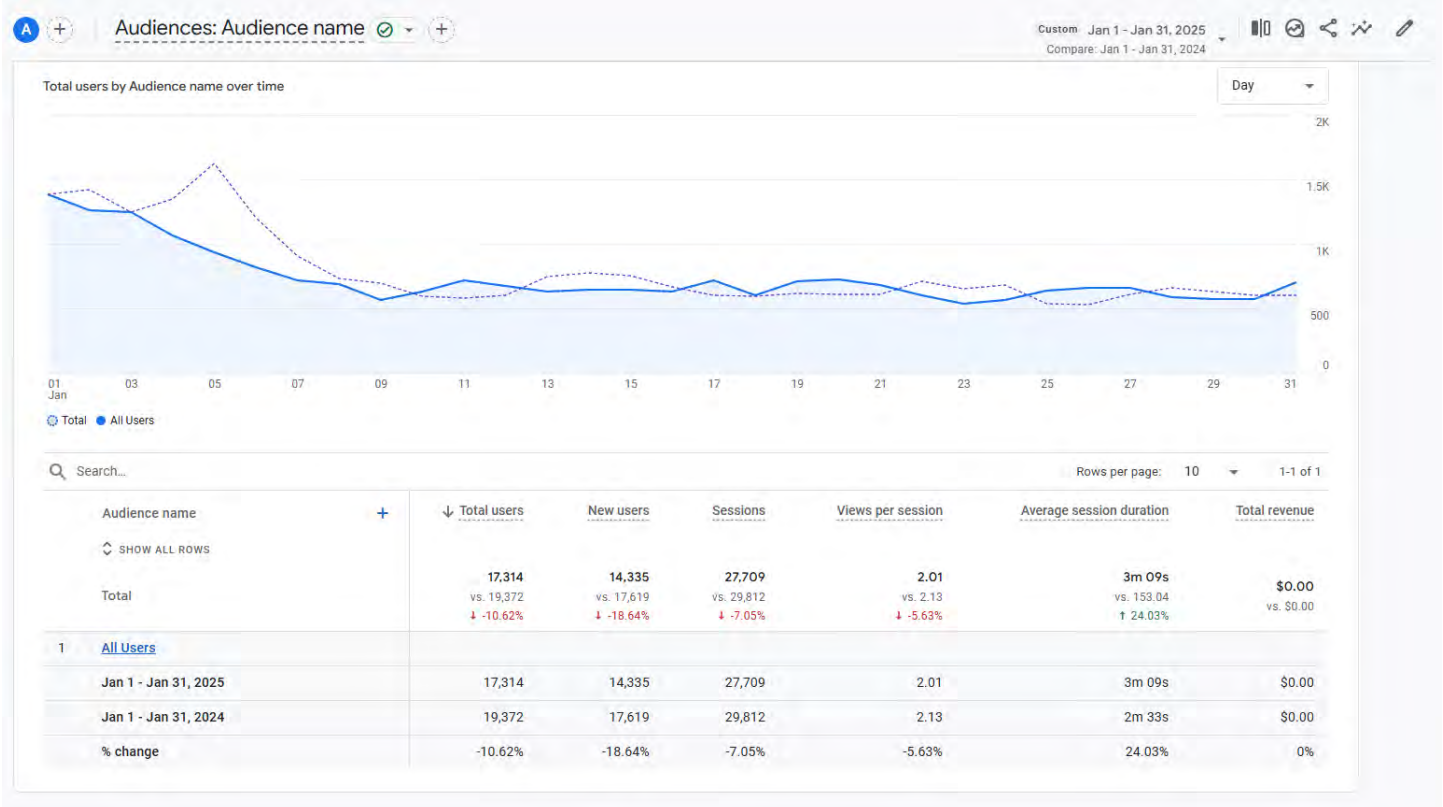 A
Audiences: Audience name
Custom Jan 1 - Jan 31, 2025
Compare: Jan 1 - Jan 31, 2024
Total users by Audience name over time
Day
2K
1.5K
1K
500
0
01 03 05 07 09 11 13 15 17 19 21 23 25 27 29 31
Jan
Total All Users
Search... Rows per page: 10 1-1 of 1
Audience name + Total users New users Sessions Views per session Average session duration Total revenue
SHOW ALL ROWS
Total 17,314 14,335 27,709 2.01 3m 09s $0.00
vs. 19,372 vs. 17,619 vs. 29,812 vs. 2.13 vs. 153.04 vs. $0.00
↓ -10.62% ↓ -18.64% ↓ -7.05% ↓ -5.63% ↑ 24.03%
1 All Users
Jan 1 - Jan 31, 2025 17,314 14,335 27,709 2.01 3m 09s $0.00
Jan 1 - Jan 31, 2024 19,372 17,619 29,812 2.13 2m 33s $0.00
% change -10.62% -18.64% -7.05% -5.63% 24.03% 0%